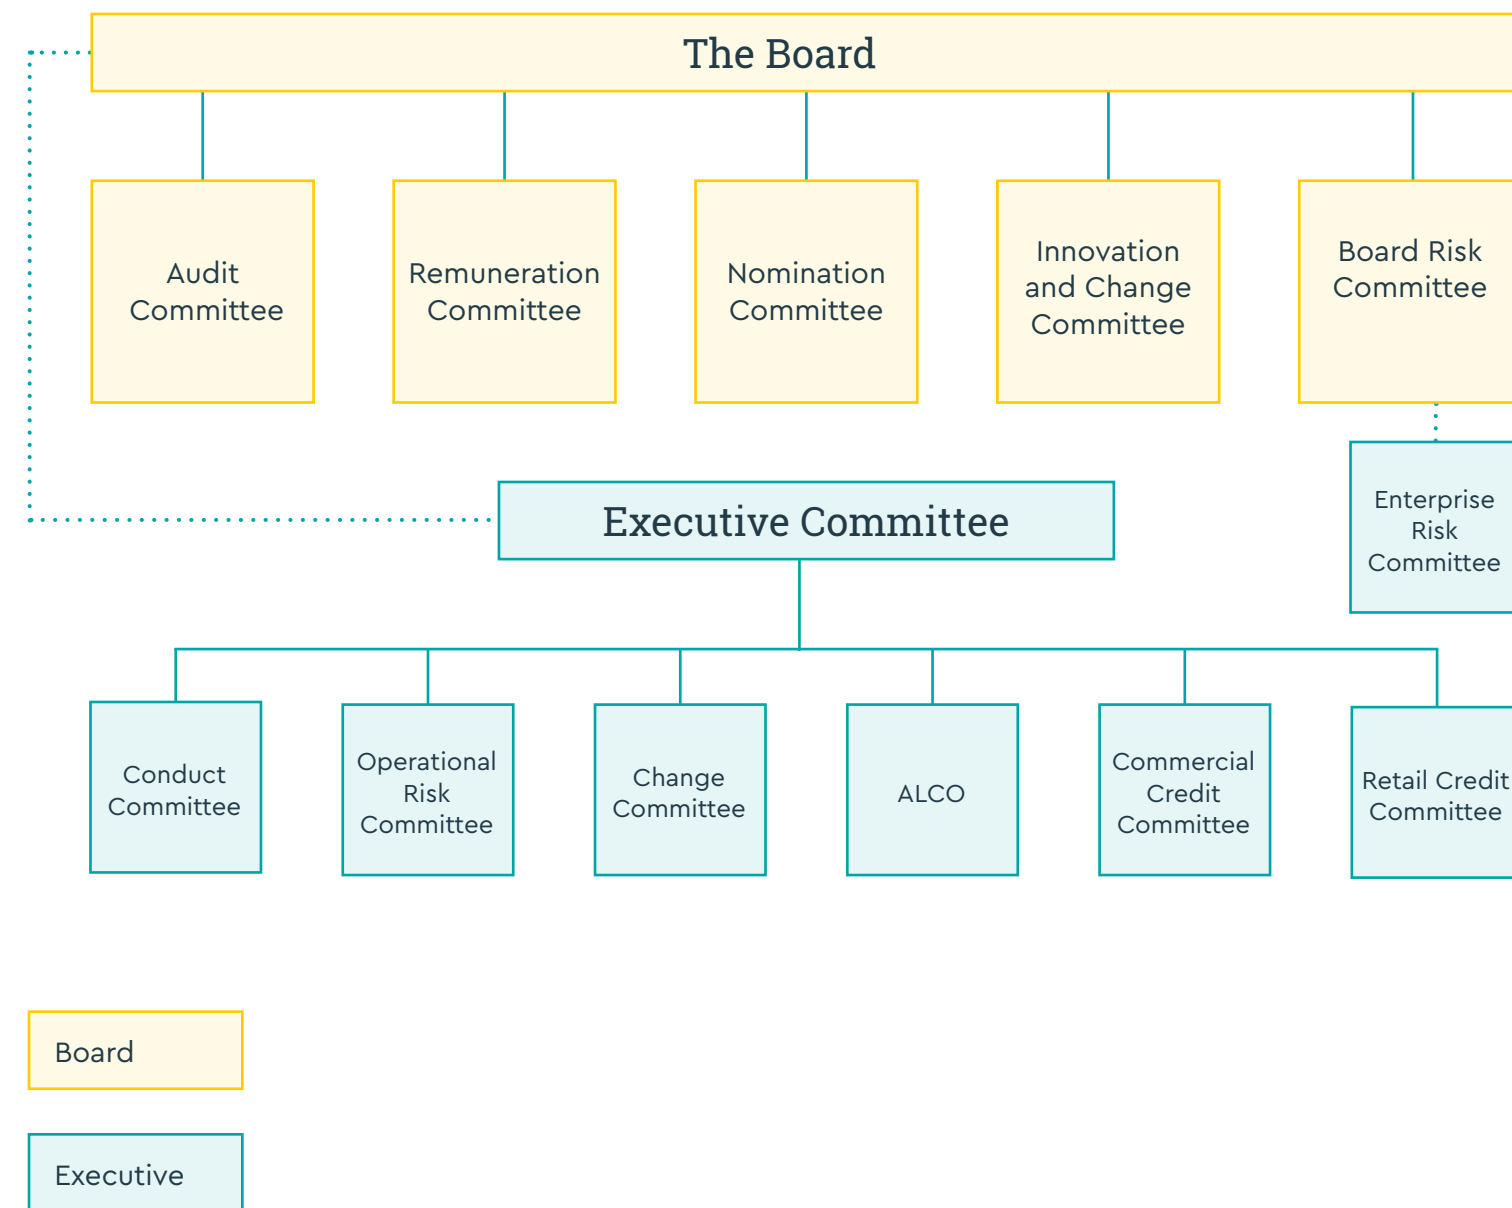 The Board
Audit
Committee
Remuneration
Committee
Nomination
Committee
Innovation
and Change
Committee
Board Risk
Committee
Enterprise
Risk
Committee
Executive Committee
Conduct
Committee
Operational
Risk
Committee
Change
Committee
ALCO
Commercial
Credit
Committee
Retail Credit
Committee
Board
Executive